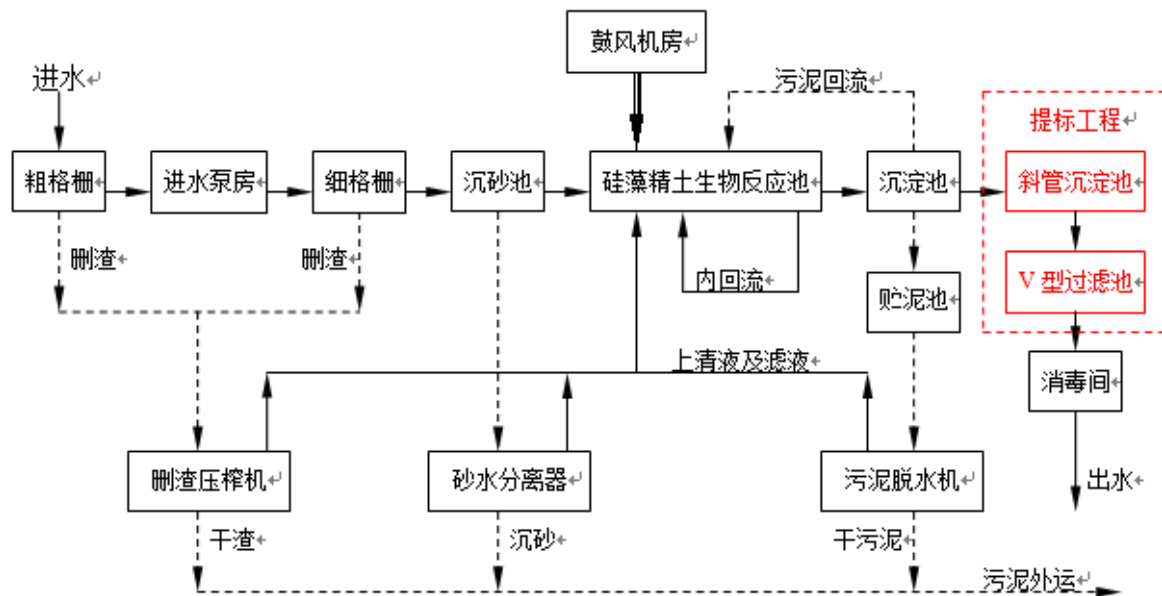 鼓风机房
进水
污泥回流
提标工程
粗格栅
进水泵房
细格栅
沉砂池
硅藻精土生物反应池
沉淀池
斜管沉淀池
删渣
删渣
内回流
贮泥池
V 型过滤池
上清液及滤液
消毒间
删渣压榨机
砂水分离器
污泥脱水机
出水
干渣
沉砂
干污泥
污泥外运